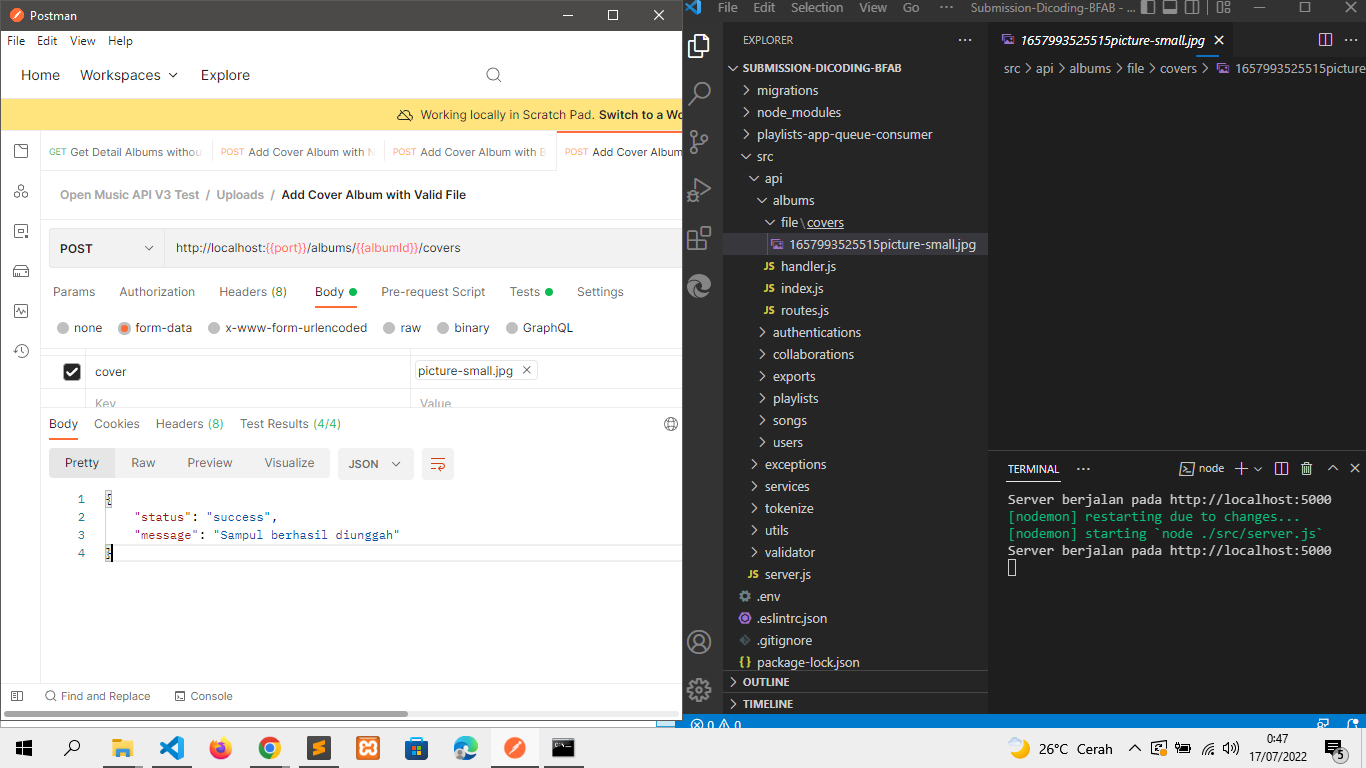 Postman
File Edit View Help
Home Workspaces Explore
Working locally in Scratch Pad. Switch to a Wo
GET Get Detail Albums withou
POST Add Cover Album with N
POST Add Cover Album with E
POST Add Cover Album
Open Music API V3 Test / Uploads / Add Cover Album with Valid File
POST http://localhost:{{port}}/albums/{{albumId}}/covers
Params Authorization Headers (8) Body Pre-request Script Tests Settings
none form-data x-www-form-urlencoded raw binary GraphQL
cover picture-small.jpg
Key Value
Body Cookies Headers (8) Test Results (4/4)
Pretty Raw Preview Visualize JSON
1 {
2 "status": "success",
3 "message": "Sampul berhasil diunggah"
4 }
Find and Replace Console
File Edit Selection View Go ··· Submission-Dicoding-BFAB - ...
EXPLORER
SUBMISSION-DICODING-BFAB
migrations
node_modules
playlists-app-queue-consumer
src
api
albums
file\covers
1657993525515picture-small.jpg
JS handler.js
JS index.js
JS routes.js
authentications
collaborations
exports
playlists
songs
users
exceptions
services
tokenize
utils
validator
JS server.js
.env
.eslintrc.json
.gitignore
{} package-lock.json
OUTLINE
TIMELINE
1657993525515picture-small.jpg
src > api > albums > file > covers > 1657993525515picture
TERMINAL ··· node
Server berjalan pada http://localhost:5000
[nodemon] restarting due to changes...
[nodemon] starting `node ./src/server.js`
Server berjalan pada http://localhost:5000
0 0
26°C Cerah
0:47
17/07/2022
5